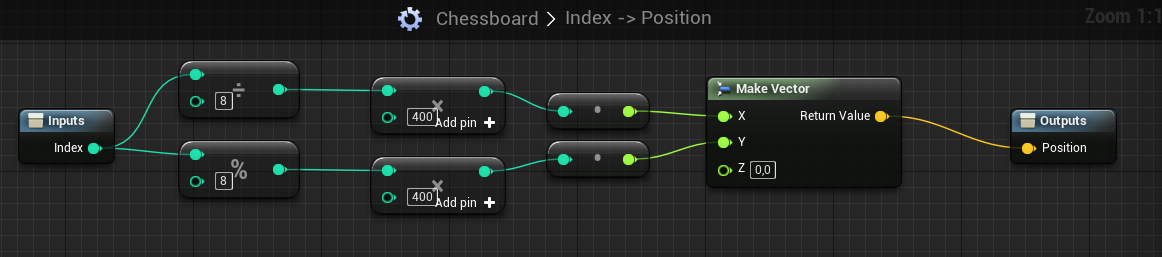 Chessboard > Index -> Position
Zoom 1:1
Inputs
Index
÷
8
%
8
×
400
Add pin +
×
400
Add pin +
Make Vector
X
Return Value
Y
Z 0,0
Outputs
Position